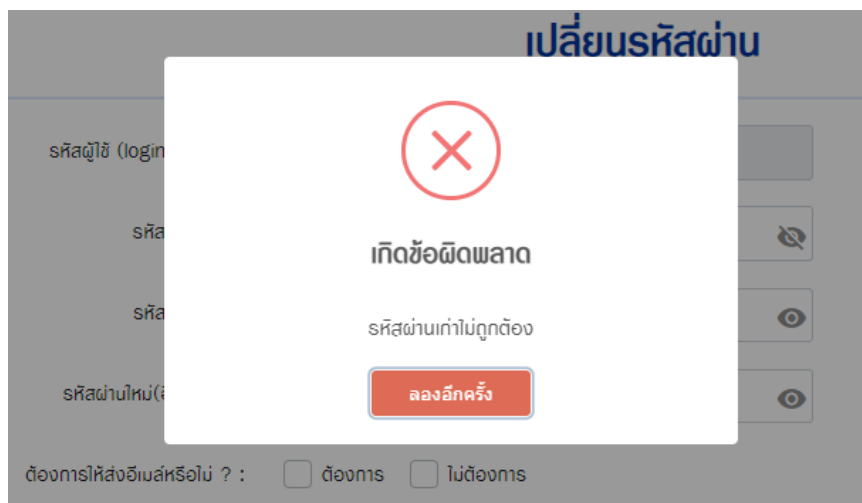 เปลี่ยนรหัสผ่าน
รหัสผู้ใช้ (login
รหัส
เกิดข้อผิดพลาด
รหัส
รหัสผ่านเก่าไม่ถูกต้อง
รหัสผ่านใหม่(
ลองอีกครั้ง
ต้องการให้ส่งอีเมล์หรือไม่ ? : ต้องการ ไม่ต้องการ